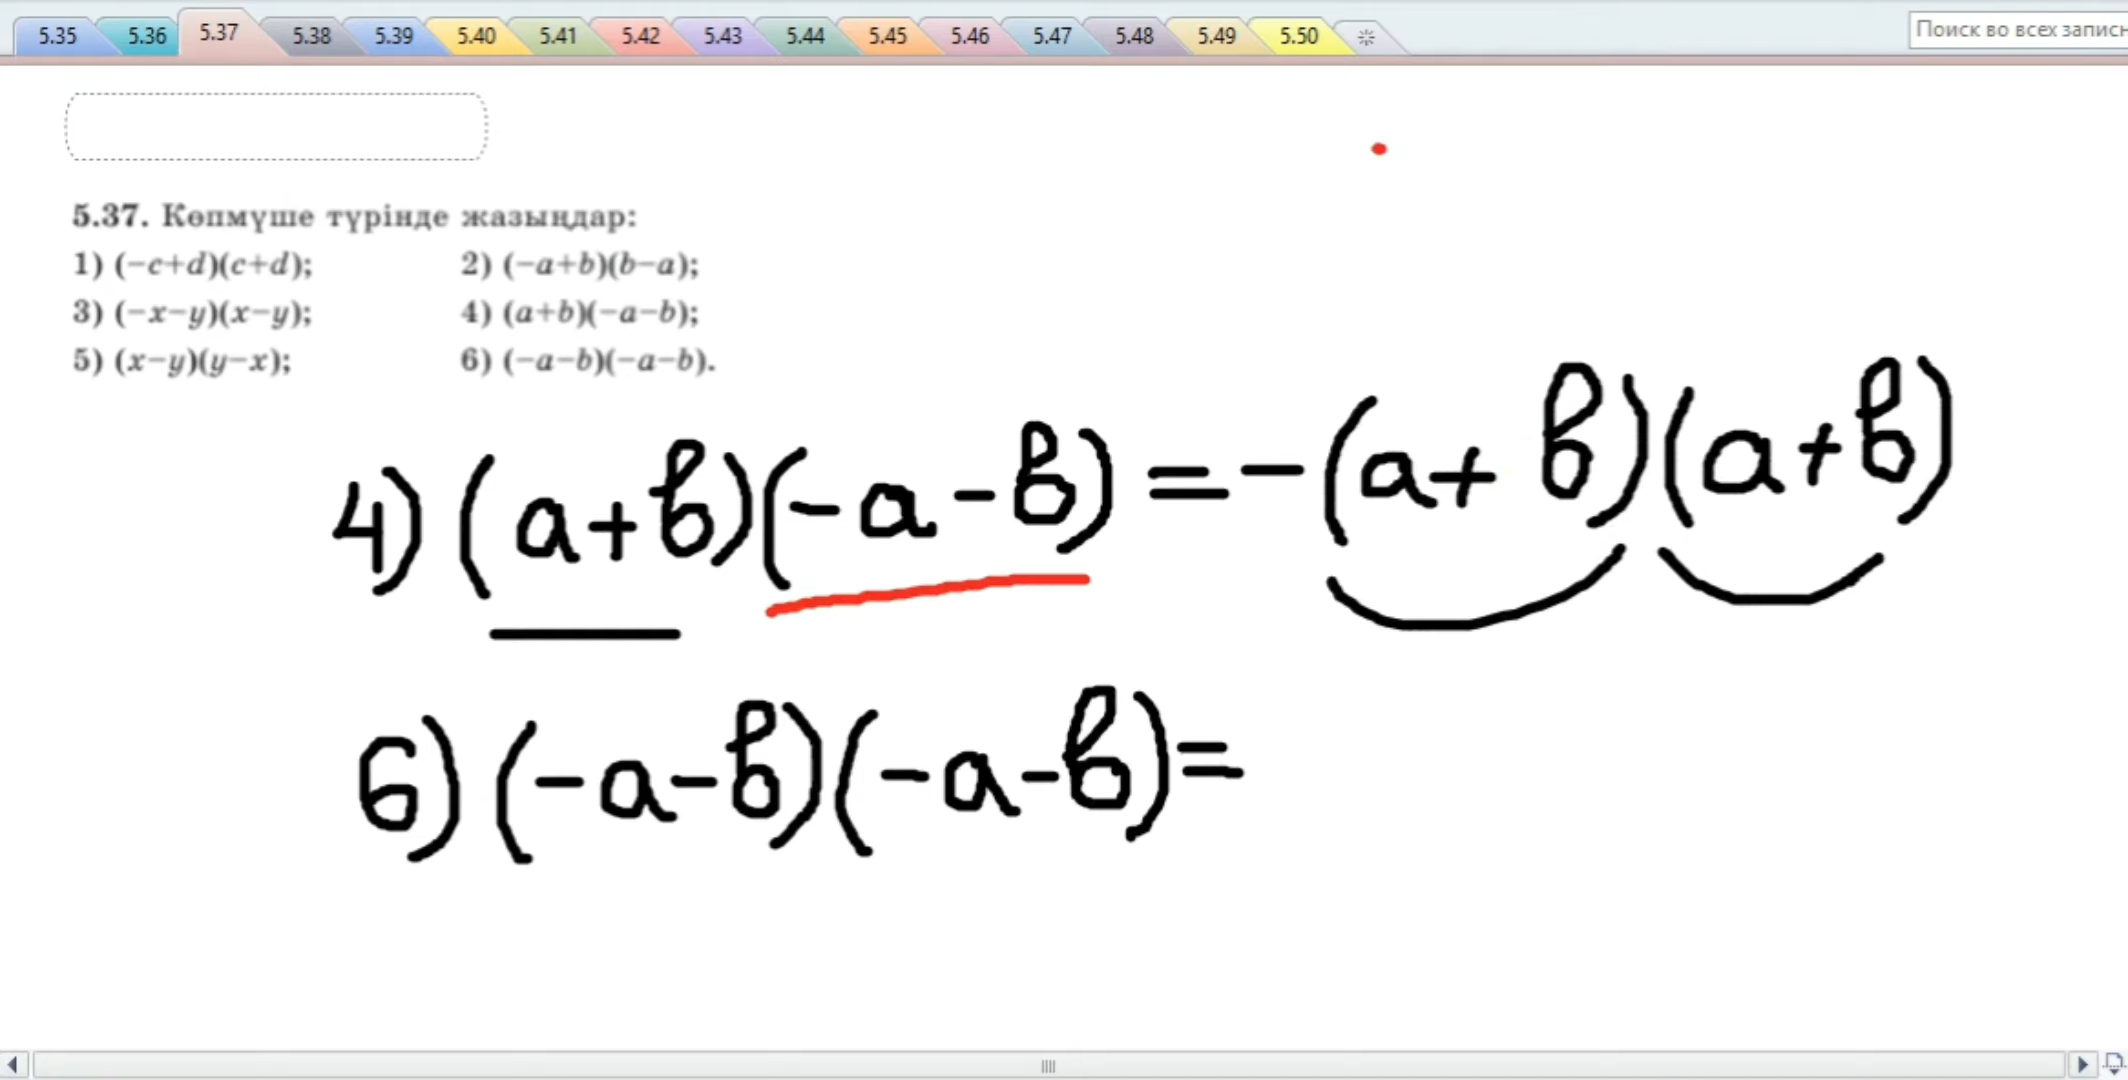 5.35 5.36 5.37 5.38 5.39 5.40 5.41 5.42 5.43 5.44 5.45 5.46 5.47 5.48 5.49 5.50 Поиск во всех запис
5.37. Көпмүше түрінде жазыңдар:
1) (−c+d)(c+d); 2) (−a+b)(b−a);
3) (−x−y)(x−y); 4) (a+b)(−a−b);
5) (x−y)(y−x); 6) (−a−b)(−a−b).
4) (a+b)(-a-b)=-(a+b)(a+b)
6) (-a-b)(-a-b)=